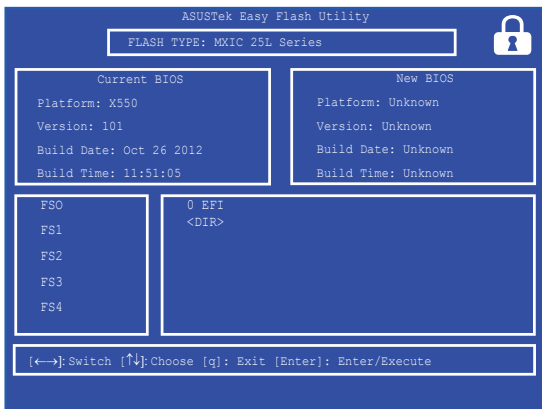 ASUSTek Easy Flash Utility
FLASH TYPE: MXIC 25L Series
Current BIOS
Platform: X550
Version: 101
Build Date: Oct 26 2012
Build Time: 11:51:05
New BIOS
Platform: Unknown
Version: Unknown
Build Date: Unknown
Build Time: Unknown
FSO
FS1
FS2
FS3
FS4
0 EFI
<DIR>
[←→]: Switch [↑↓]: Choose [q]: Exit [Enter]: Enter/Execute